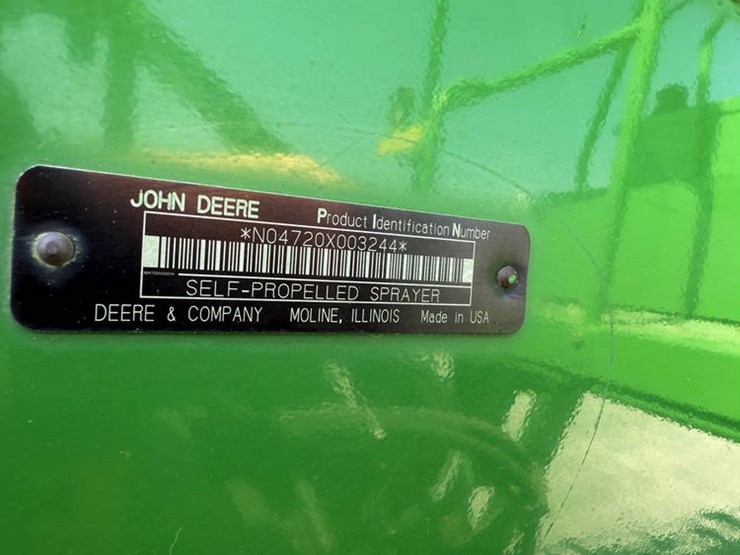 JOHN DEERE
Product Identification Number
*N04720X003244*
SELF-PROPELLED SPRAYER
DEERE & COMPANY MOLINE, ILLINOIS Made in USA